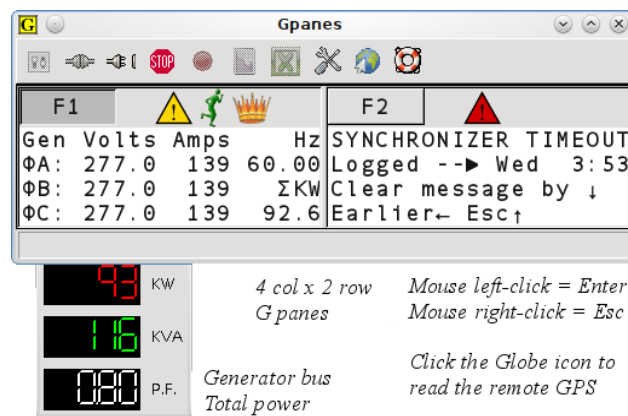 G Gpanes
STOP
F1 F2
Gen Volts Amps Hz
ΦA: 277.0 139 60.00
ΦB: 277.0 139 ΣKW
ΦC: 277.0 139 92.6
SYNCHRONIZER TIMEOUT
Logged --► Wed 3:53
Clear message by ↓
Earlier← Esc↑
93 KW
116 KVA
0.80 P.F.
4 col x 2 row
G panes
Mouse left-click = Enter
Mouse right-click = Esc
Generator bus
Total power
Click the Globe icon to
read the remote GPS